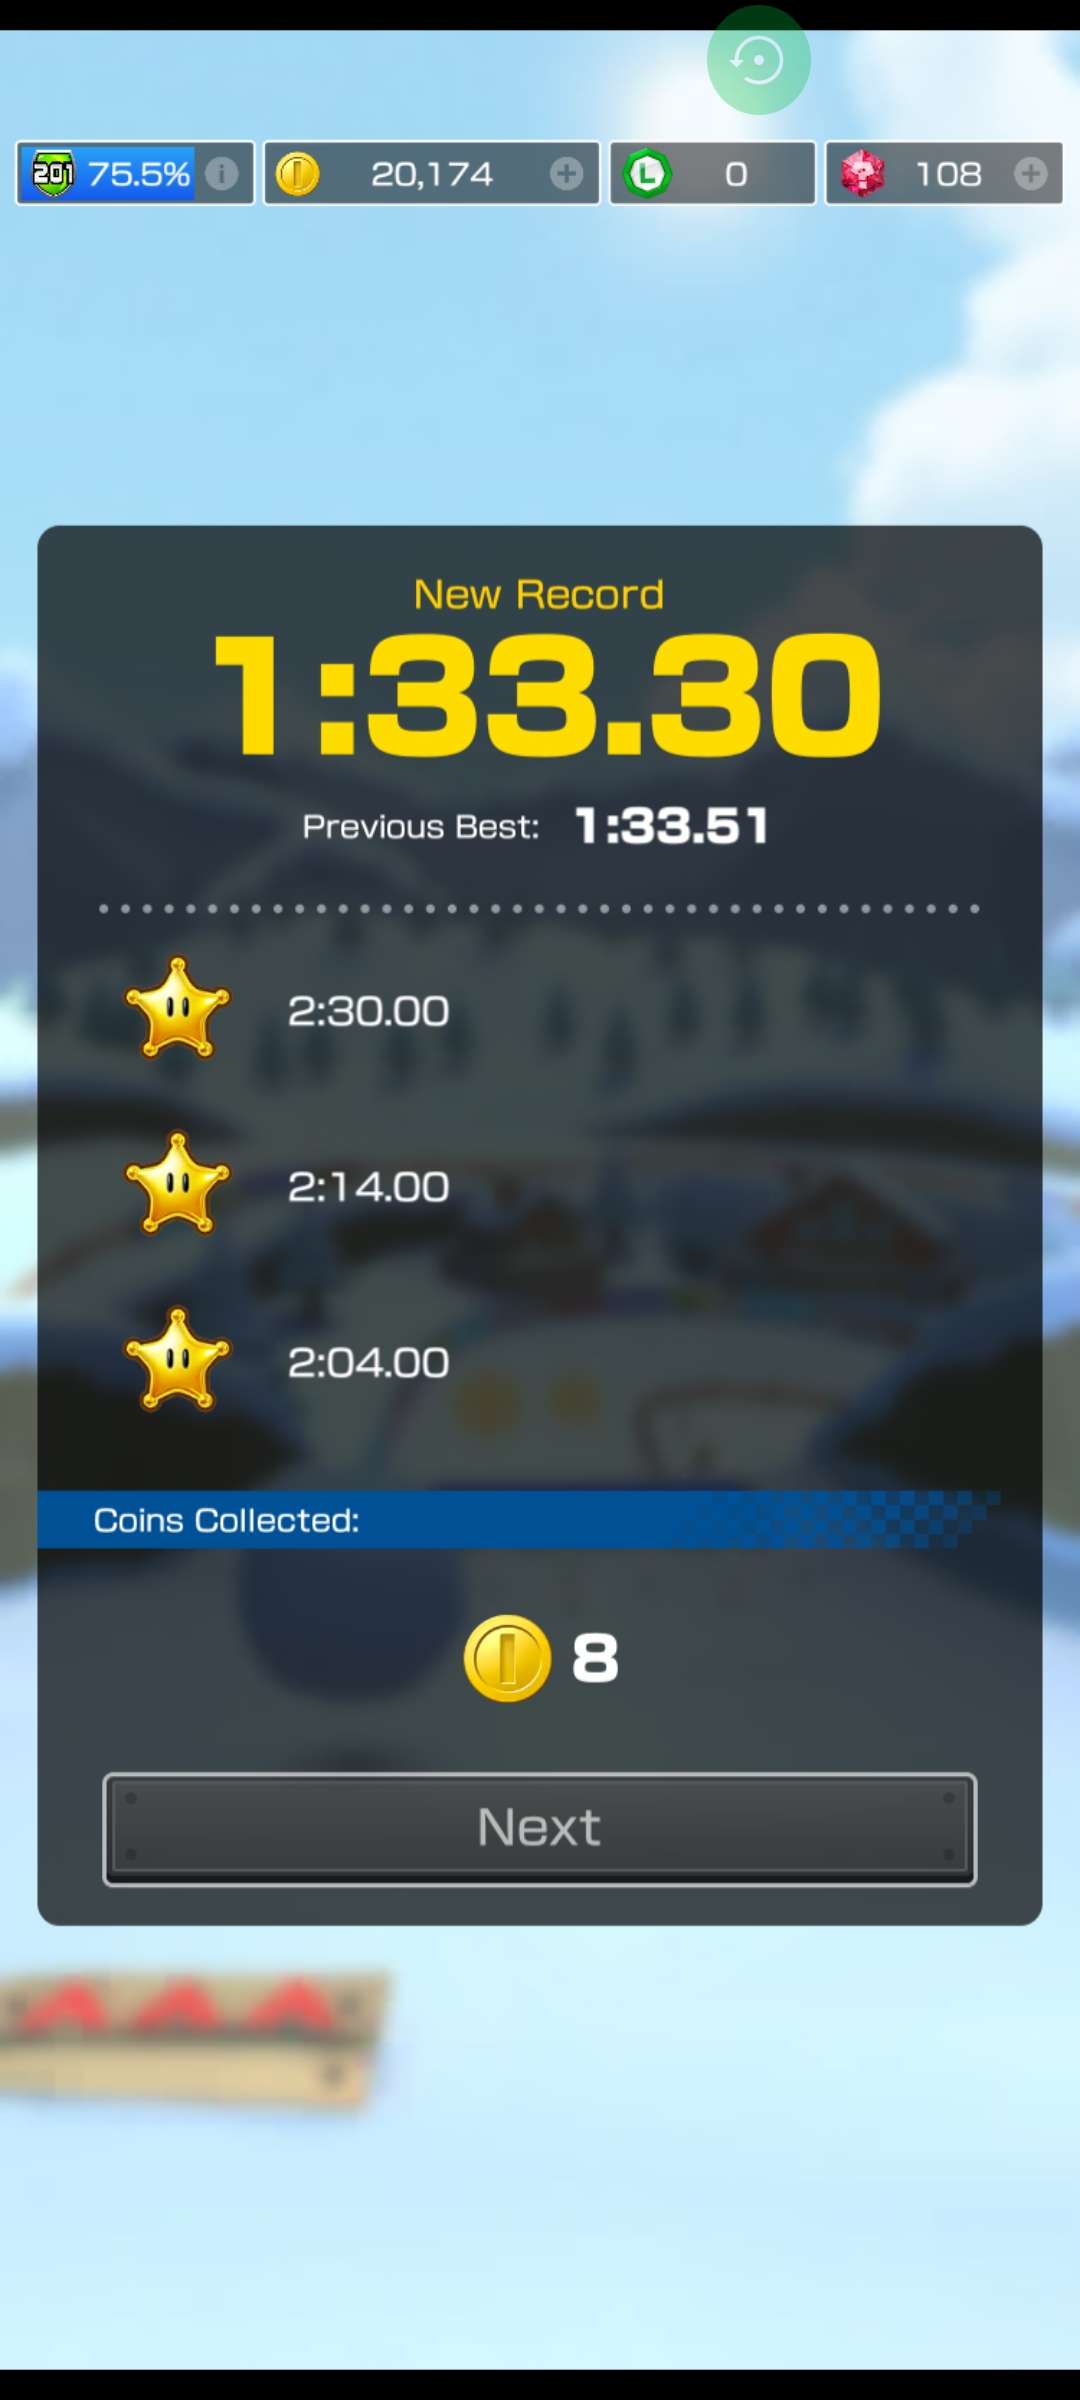 201 75.5% i 20,174 + L 0 108 +
New Record
1:33.30
Previous Best: 1:33.51
2:30.00
2:14.00
2:04.00
Coins Collected:
8
Next